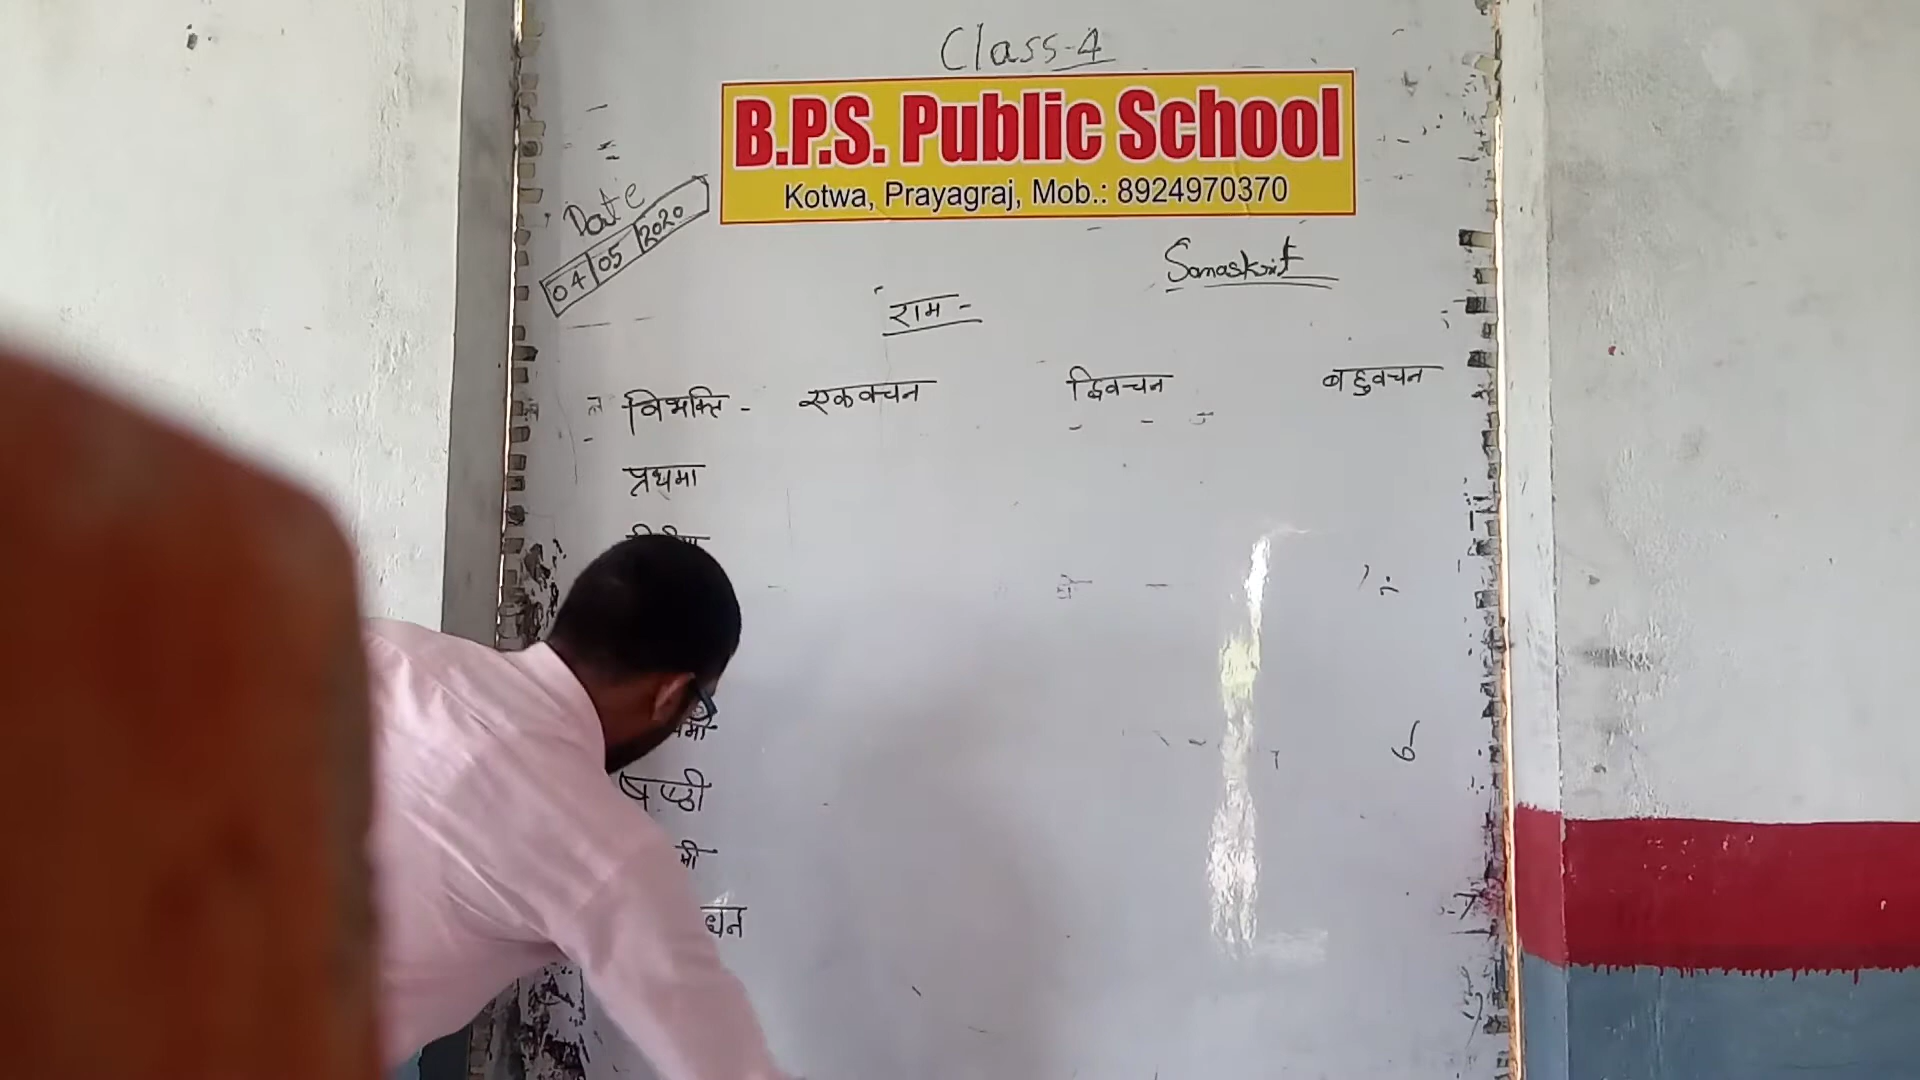 Class-4
B.P.S. Public School
Kotwa, Prayagraj, Mob.: 8924970370
Date
04 05 2020
Samaskrit
राम -
विभक्ति - एकवचन द्विवचन बहुवचन
प्रथमा
षष्ठी